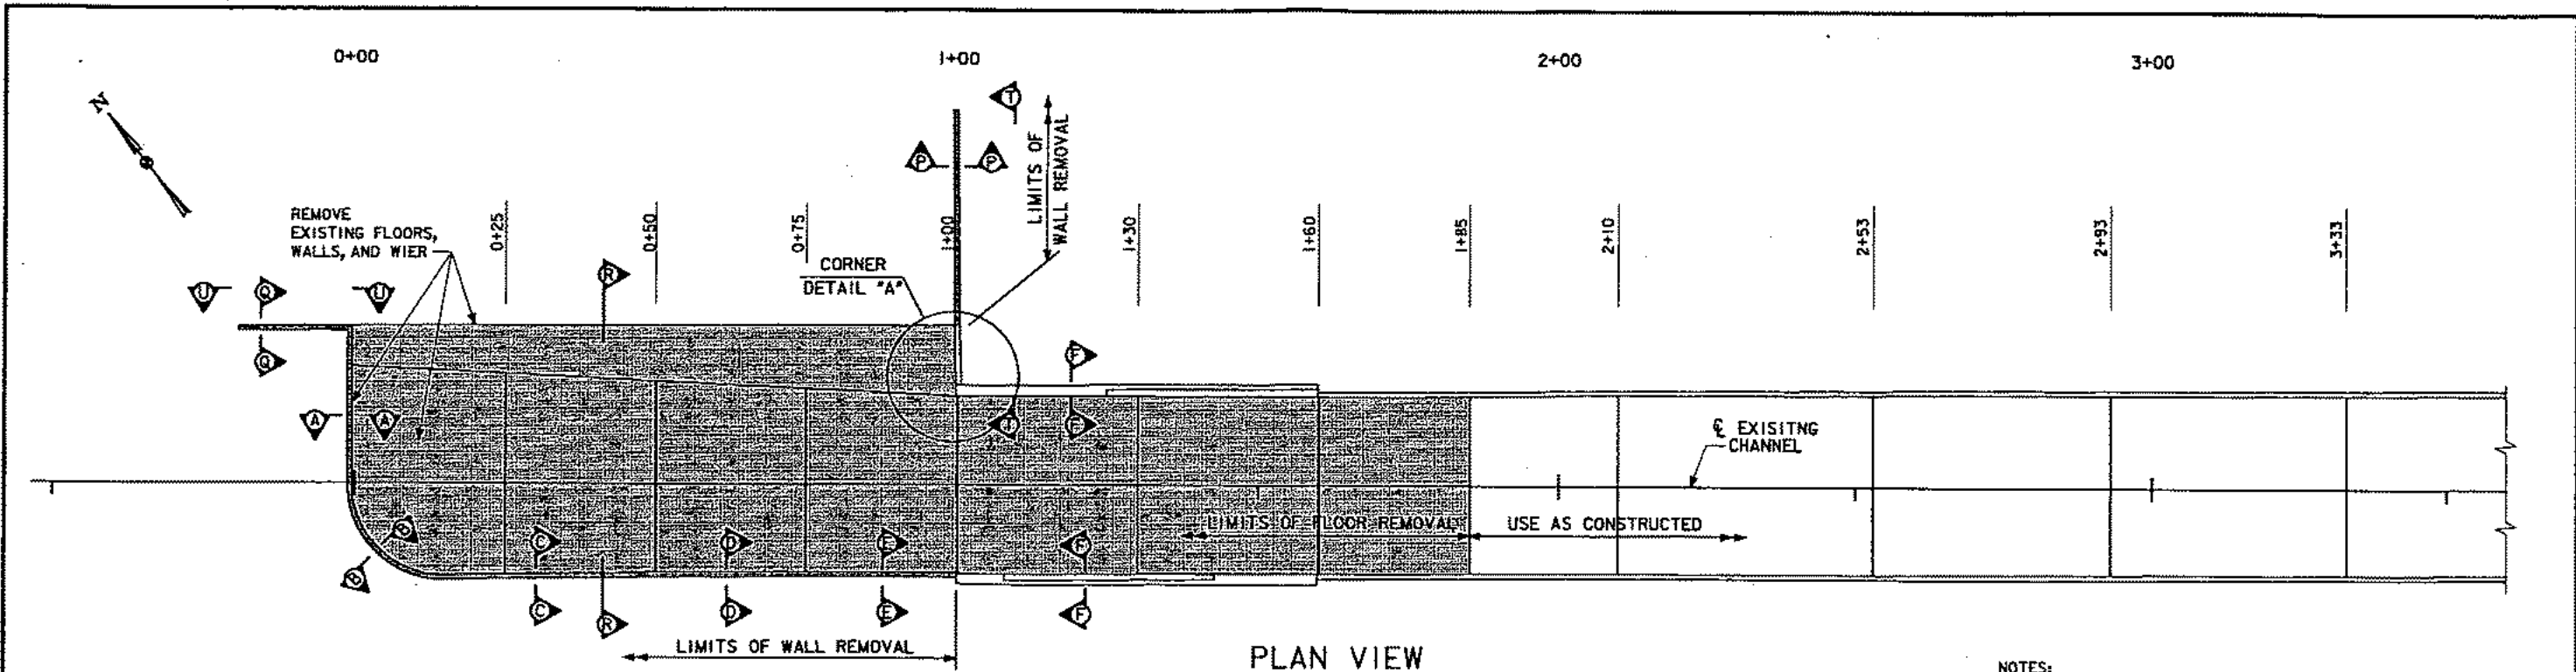 0+00
1+00
2+00
3+00
N
T
P
P
LIMITS OF
WALL REMOVAL
REMOVE
EXISTING FLOORS,
WALLS, AND WIER
0+25
0+50
0+75
1+00
1+30
1+60
1+85
2+10
2+53
2+93
3+33
CORNER
DETAIL "A"
U
Q
U
R
Q
F
A
A
T
F
℄ EXISITNG
CHANNEL
LIMITS OF FLOOR REMOVAL
USE AS CONSTRUCTED
B
C
D
E
F
B
C
R
D
E
F
LIMITS OF WALL REMOVAL
PLAN VIEW
NOTES: